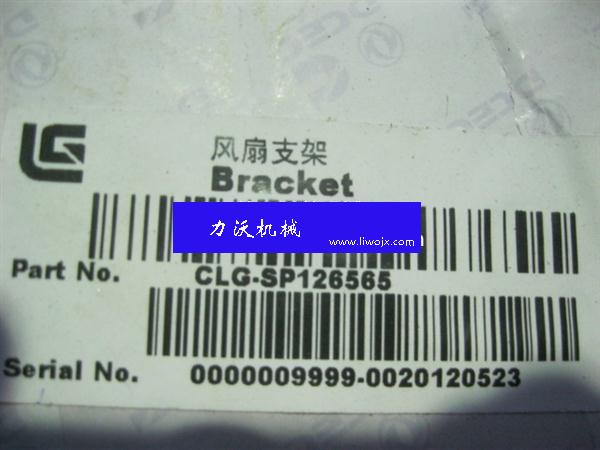 LG
风扇支架
Bracket
力沃机械
www.liwojx.com
Part No. CLG-SP126565
Serial No. 0000009999-0020120523